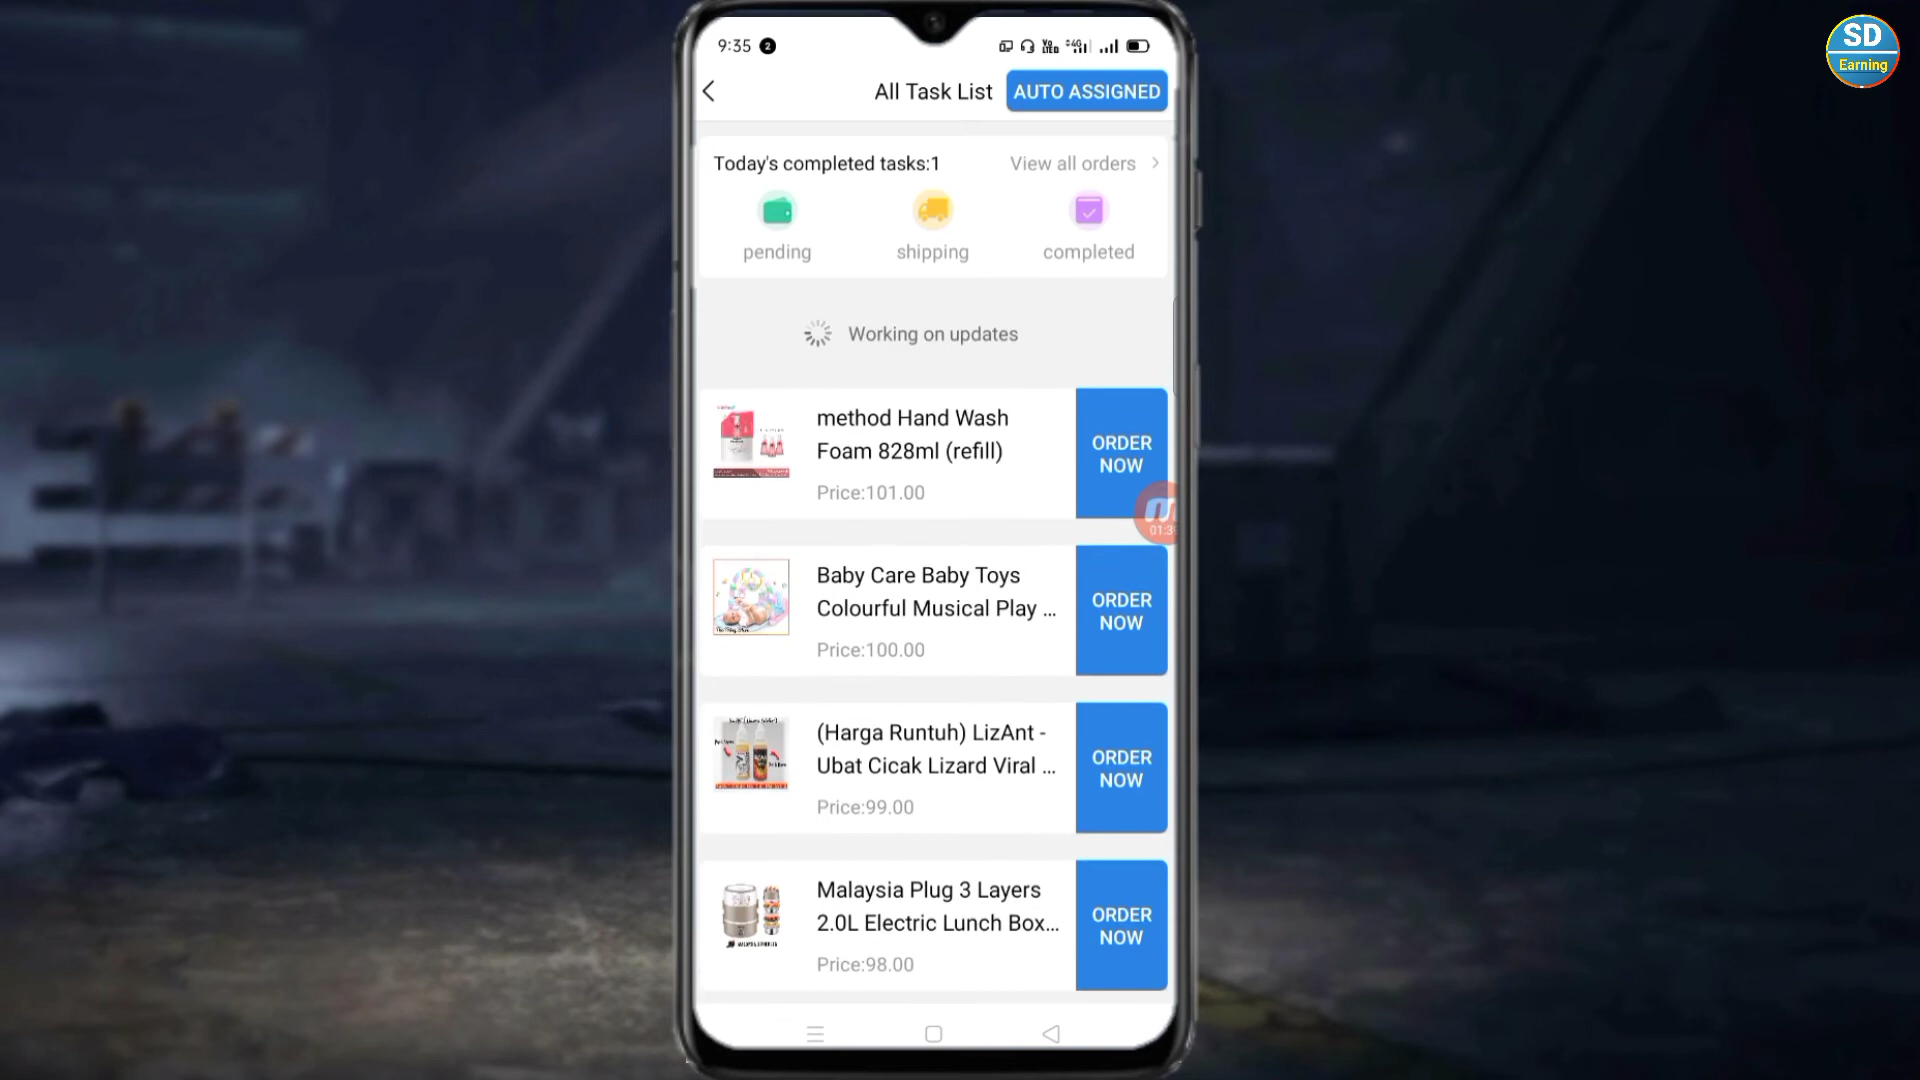 SD
Earning
9:35 2
All Task List
AUTO ASSIGNED
Today's completed tasks:1
View all orders
pending
shipping
completed
Working on updates
method Hand Wash
Foam 828ml (refill)
Price:101.00
ORDER
NOW
Baby Care Baby Toys
Colourful Musical Play ...
Price:100.00
ORDER
NOW
(Harga Runtuh) LizAnt -
Ubat Cicak Lizard Viral ...
Price:99.00
ORDER
NOW
Malaysia Plug 3 Layers
2.0L Electric Lunch Box...
Price:98.00
ORDER
NOW